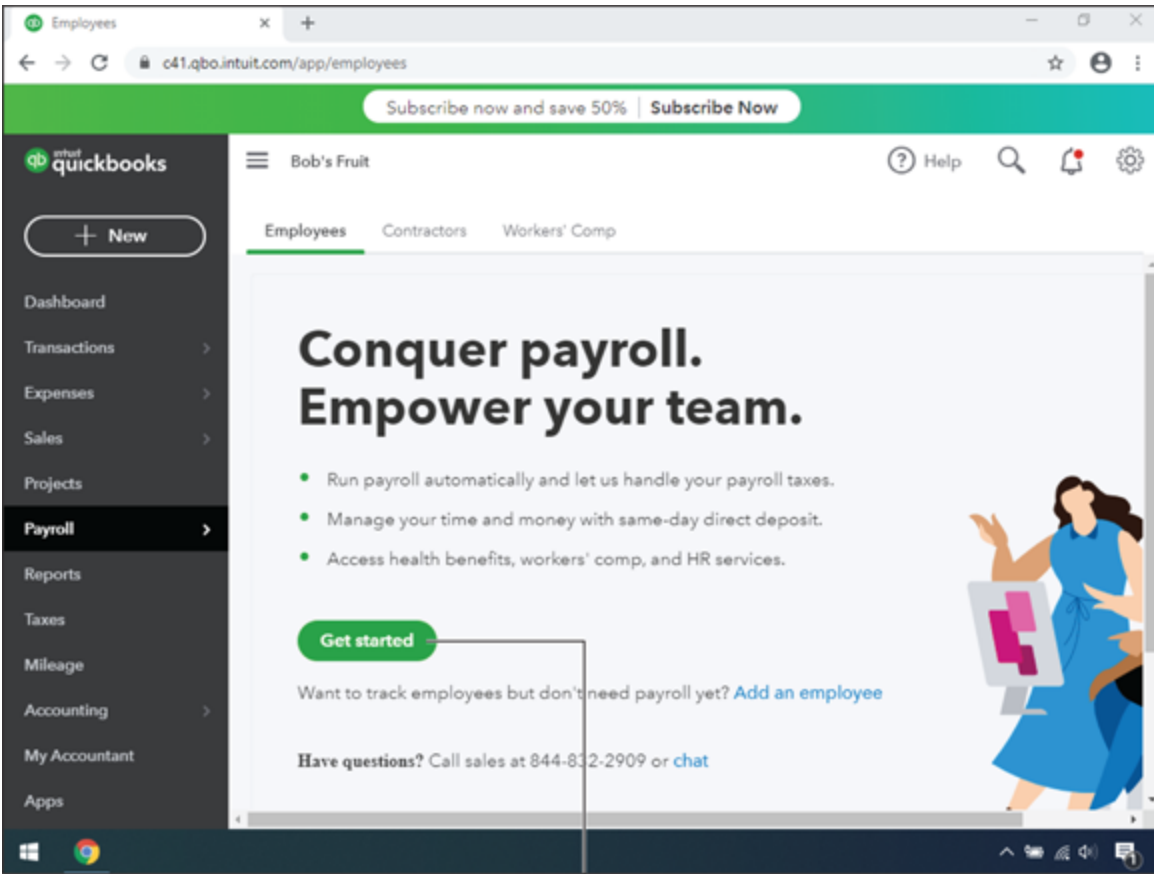 Employees
c41.qbo.intuit.com/app/employees
Subscribe now and save 50% | Subscribe Now
qb intuit quickbooks
Bob's Fruit
? Help
+ New
Employees Contractors Workers' Comp
Dashboard
Transactions
Expenses
Sales
Projects
Payroll
Reports
Taxes
Mileage
Accounting
My Accountant
Apps
Conquer payroll.
Empower your team.
• Run payroll automatically and let us handle your payroll taxes.
• Manage your time and money with same-day direct deposit.
• Access health benefits, workers' comp, and HR services.
Get started
Want to track employees but don't need payroll yet? Add an employee
Have questions? Call sales at 844-832-2909 or chat
1